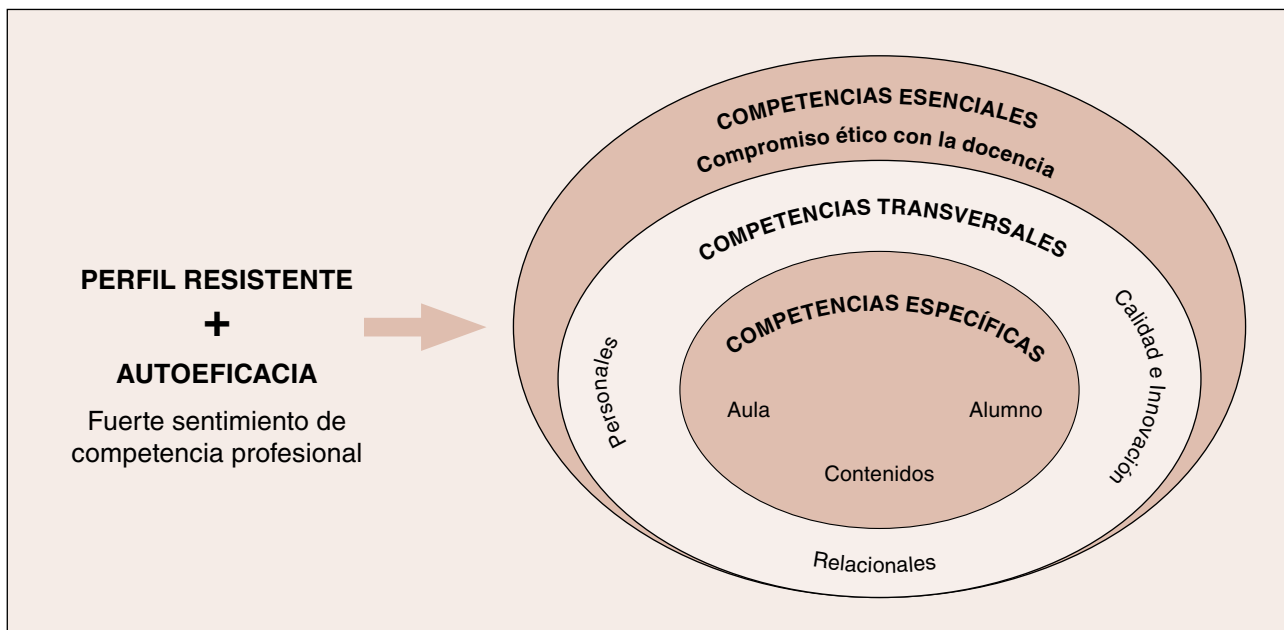 PERFIL RESISTENTE
+
AUTOEFICACIA
Fuerte sentimiento de
competencia profesional
COMPETENCIAS ESENCIALES
Compromiso ético con la docencia
COMPETENCIAS TRANSVERSALES
Personales
Calidad e Innovación
Relacionales
COMPETENCIAS ESPECÍFICAS
Aula
Alumno
Contenidos